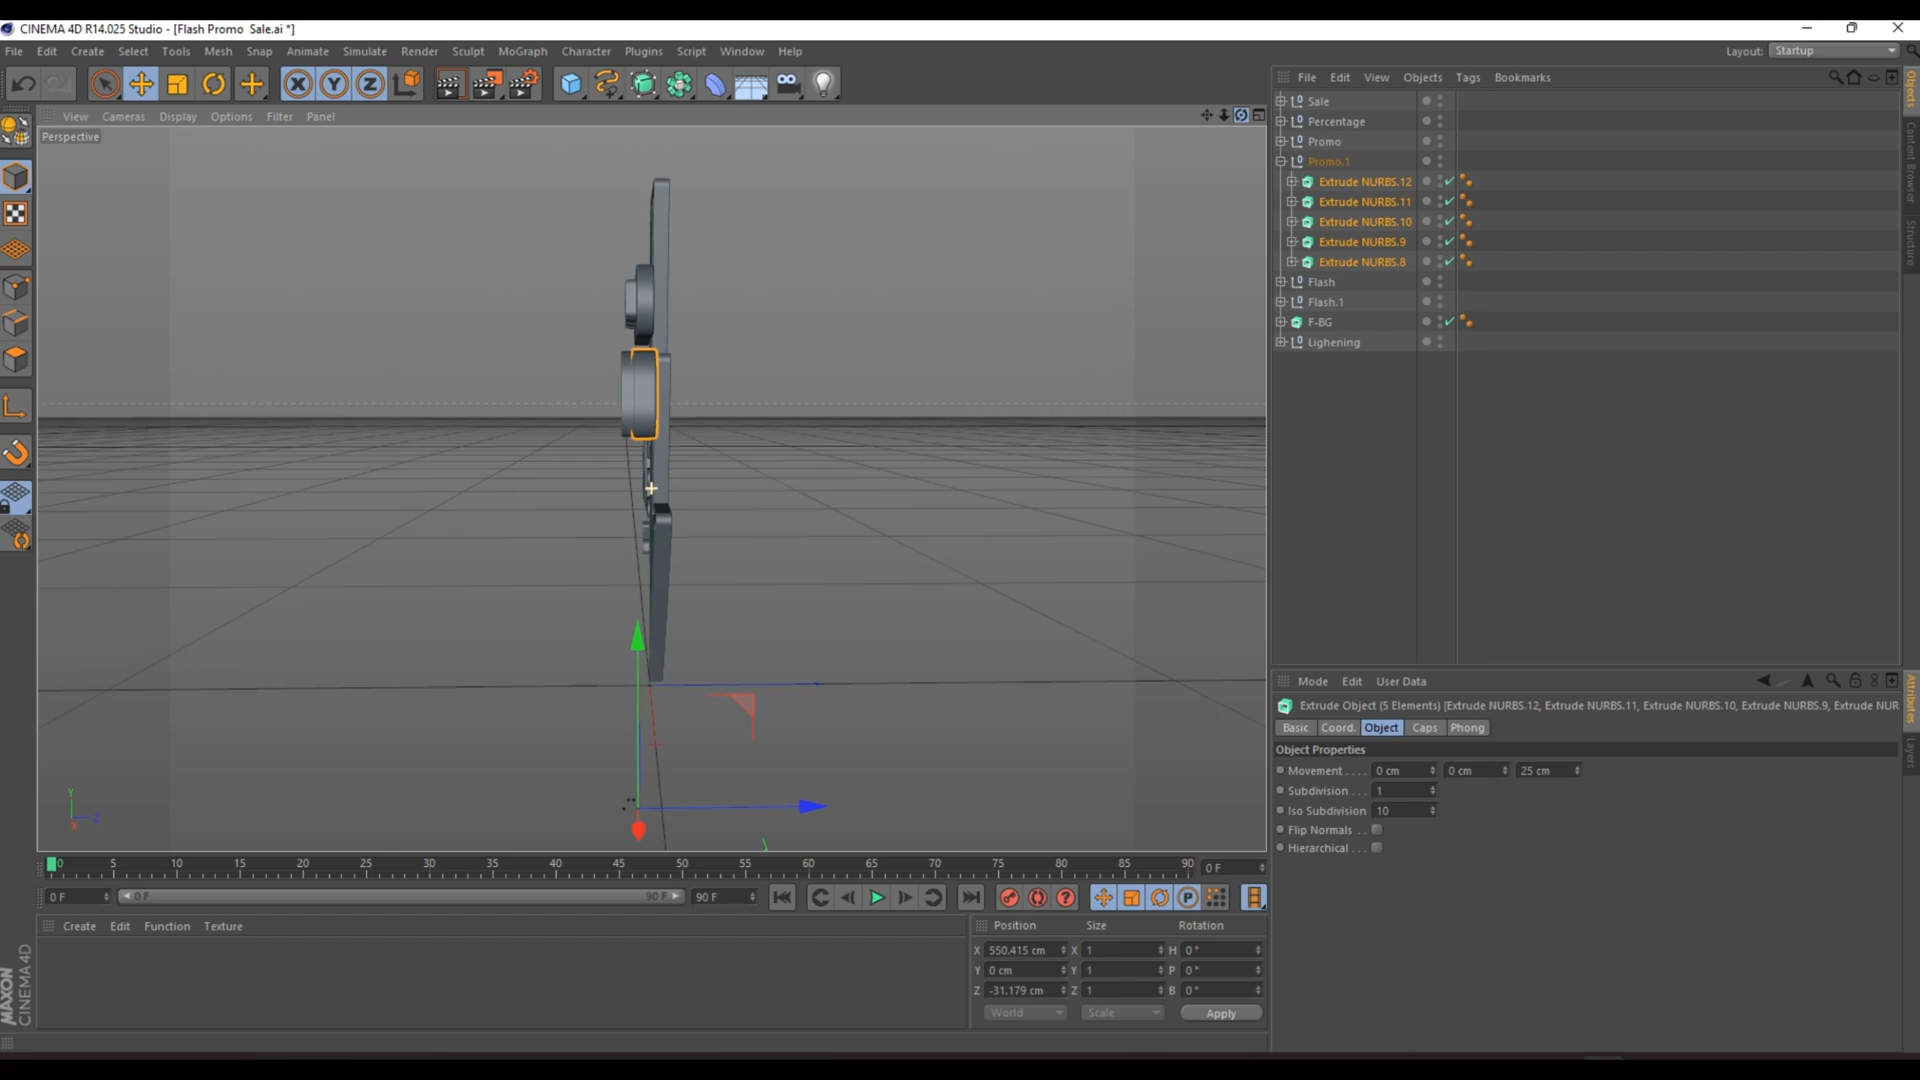 CINEMA 4D R14.025 Studio - [Flash Promo  Sale.ai *]
File Edit Create Select Tools Mesh Snap Animate Simulate Render Sculpt MoGraph Character Plugins Script Window Help
Layout: Startup
X Y Z
View Cameras Display Options Filter Panel
Perspective
File Edit View Objects Tags Bookmarks
Sale
Percentage
Promo
Promo.1
Extrude NURBS.12
Extrude NURBS.11
Extrude NURBS.10
Extrude NURBS.9
Extrude NURBS.8
Flash
Flash.1
F-BG
Lighening
Objects
Content Browser
Structure
Mode Edit User Data
Extrude Object (5 Elements) [Extrude NURBS.12, Extrude NURBS.11, Extrude NURBS.10, Extrude NURBS.9, Extrude NUR
Basic Coord. Object Caps Phong
Object Properties
Movement . . . . 0 cm 0 cm 25 cm
Subdivision . . . 1
Iso Subdivision 10
Flip Normals . .
Hierarchical . . .
Attributes
Layers
Y
Z
X
0 5 10 15 20 25 30 35 40 45 50 55 60 65 70 75 80 85 90 0 F
0 F 0 F 90 F 90 F
P
Create Edit Function Texture
Position Size Rotation
X 550.415 cm X 1 H 0 °
Y 0 cm Y 1 P 0 °
Z -31.179 cm Z 1 B 0 °
World Scale Apply
MAXON
CINEMA 4D